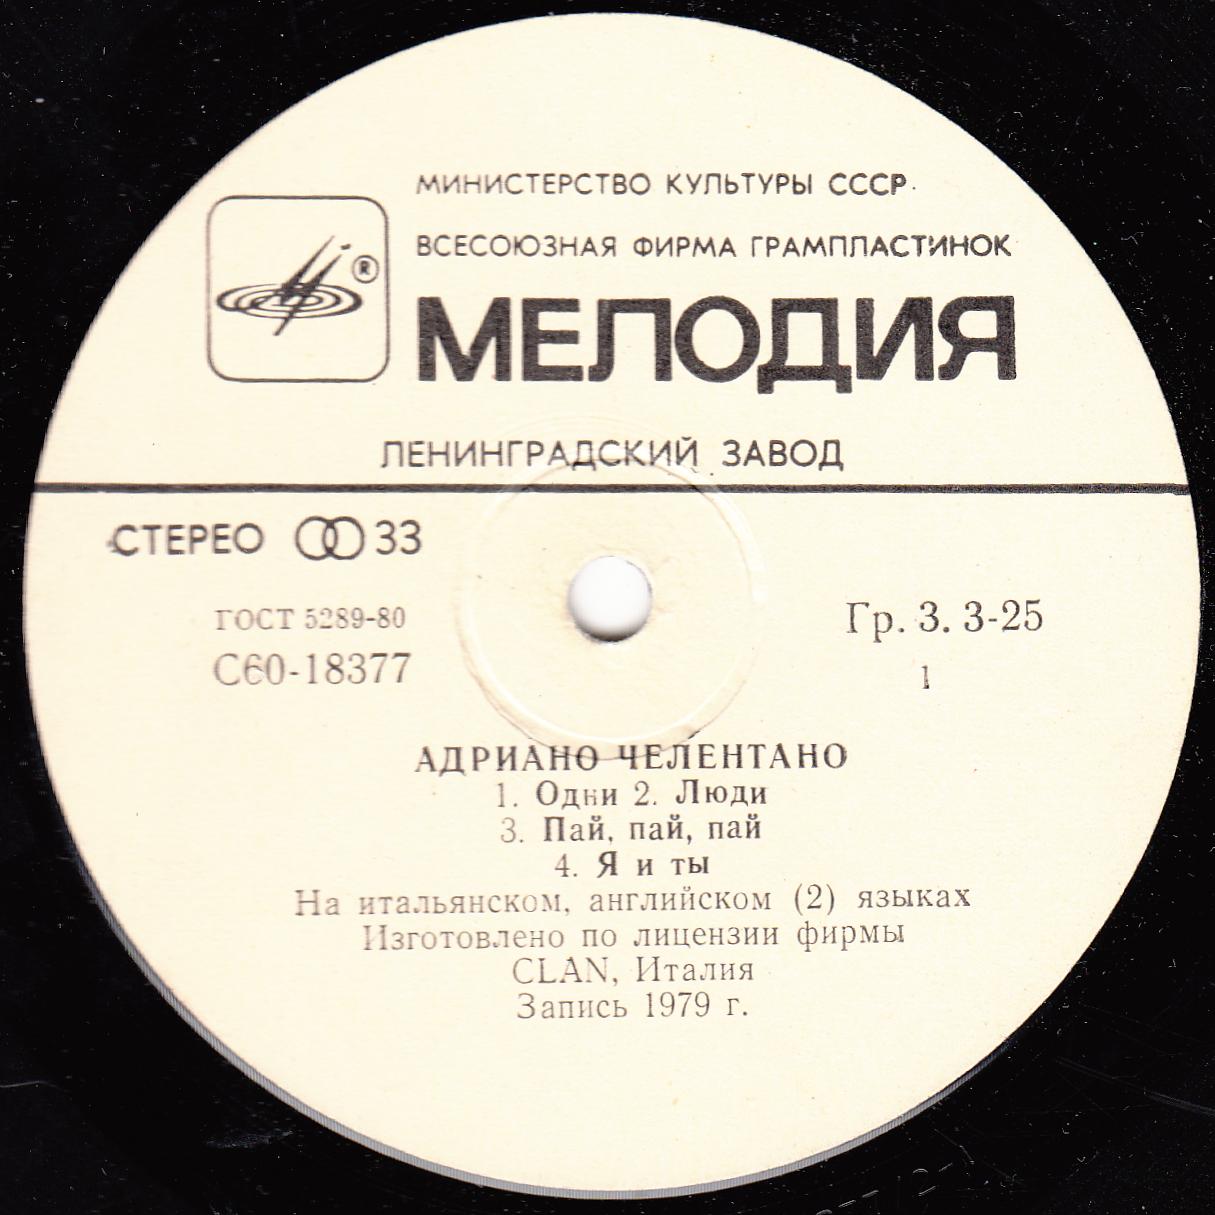 МИНИСТЕРСТВО КУЛЬТУРЫ СССР
ВСЕСОЮЗНАЯ ФИРМА ГРАМПЛАСТИНОК
®
МЕЛОДИЯ
ЛЕНИНГРАДСКИЙ ЗАВОД
СТЕРЕО 33
ГОСТ 5289-80
С60-18377
Гр. 3. 3-25
1
АДРИАНО ЧЕЛЕНТАНО
1. Одни 2. Люди
3. Пай, пай, пай
4. Я и ты
На итальянском, английском (2) языках
Изготовлено по лицензии фирмы
CLAN, Италия
Запись 1979 г.